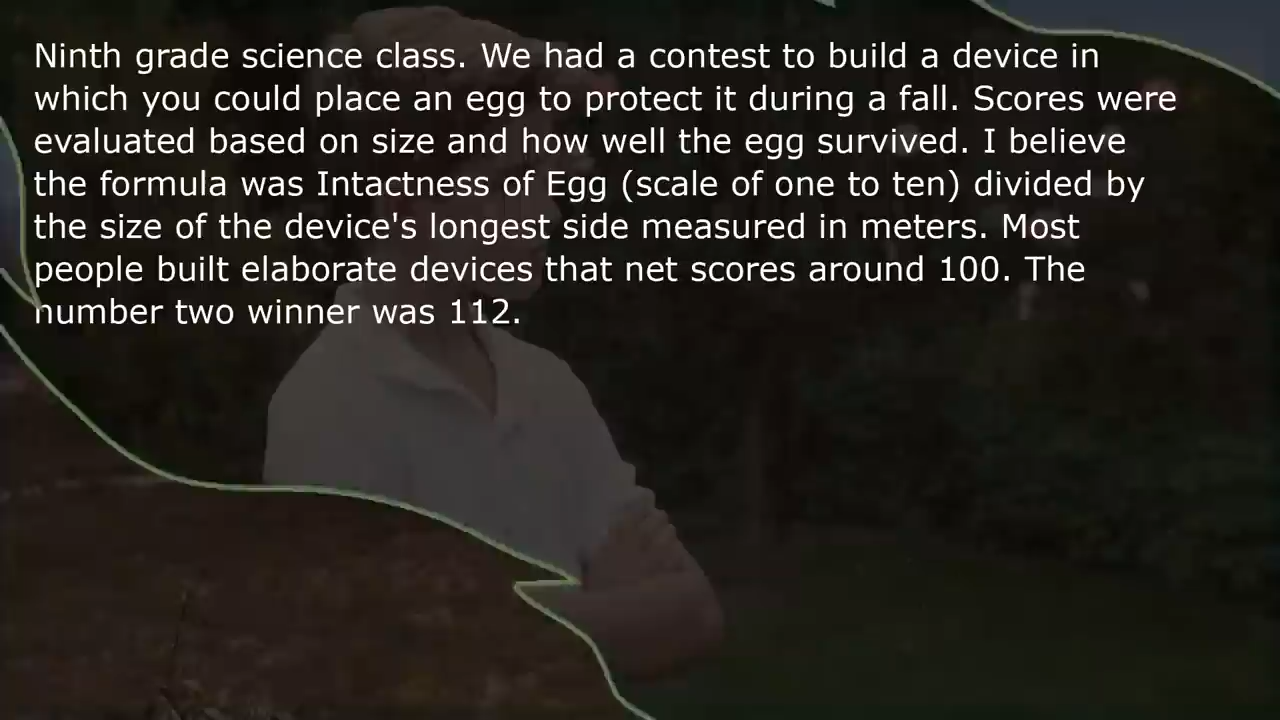 Ninth grade science class. We had a contest to build a device in
which you could place an egg to protect it during a fall. Scores were
evaluated based on size and how well the egg survived. I believe
the formula was Intactness of Egg (scale of one to ten) divided by
the size of the device's longest side measured in meters. Most
people built elaborate devices that net scores around 100. The
number two winner was 112.